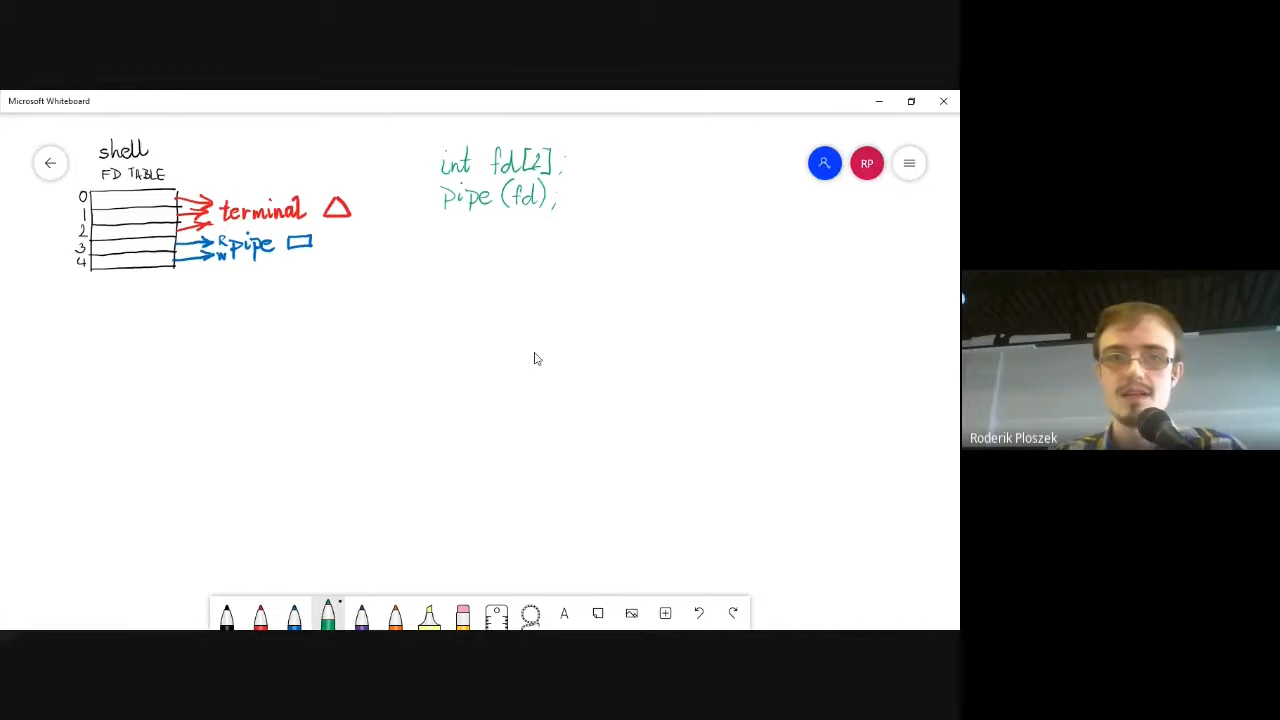 Microsoft Whiteboard
shell
FD TABLE
0
1
2
3
4
terminal
R
W
pipe
int fd[2];
pipe(fd);
RP
A
Roderik Ploszek